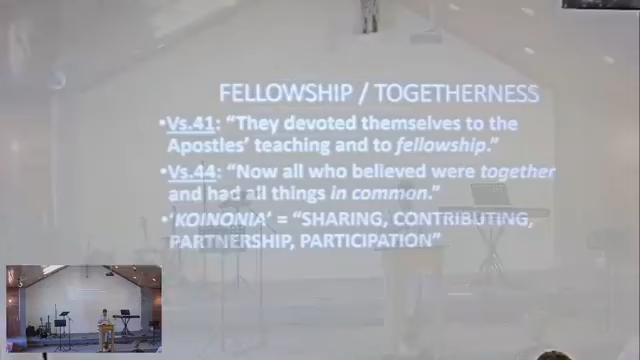 FELLOWSHIP / TOGETHERNESS
•Vs.41: “They devoted themselves to the
Apostles’ teaching and to fellowship.”
•Vs.44: “Now all who believed were together
and had all things in common.”
•‘KOINONIA’ = “SHARING, CONTRIBUTING,
PARTNERSHIP, PARTICIPATION”